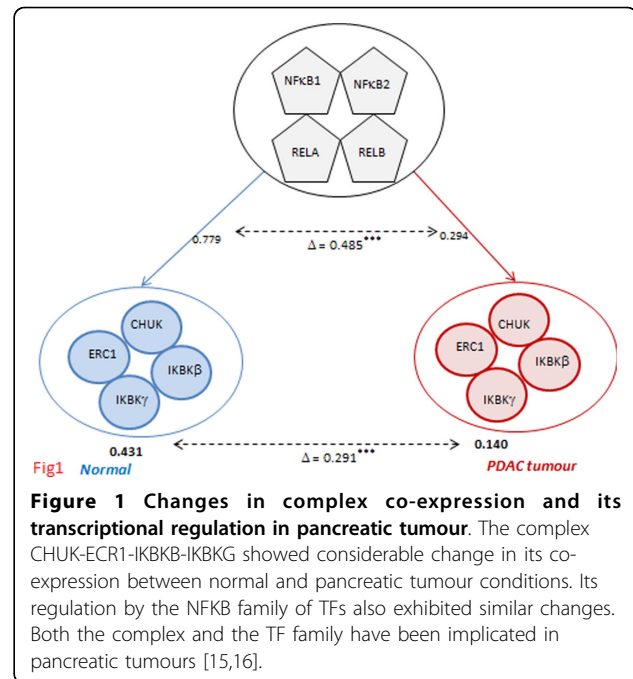 NFκB1 NFκB2
RELA RELB
0.779 0.294
Δ = 0.485***
CHUK CHUK
ERC1 IKBKβ ERC1 IKBKβ
IKBKγ IKBKγ
0.431 0.140
Δ = 0.291***
Fig1 Normal PDAC tumour
Figure 1 Changes in complex co-expression and its
transcriptional regulation in pancreatic tumour. The complex
CHUK-ECR1-IKBKB-IKBKG showed considerable change in its co-
expression between normal and pancreatic tumour conditions. Its
regulation by the NFKB family of TFs also exhibited similar changes.
Both the complex and the TF family have been implicated in
pancreatic tumours [15,16].